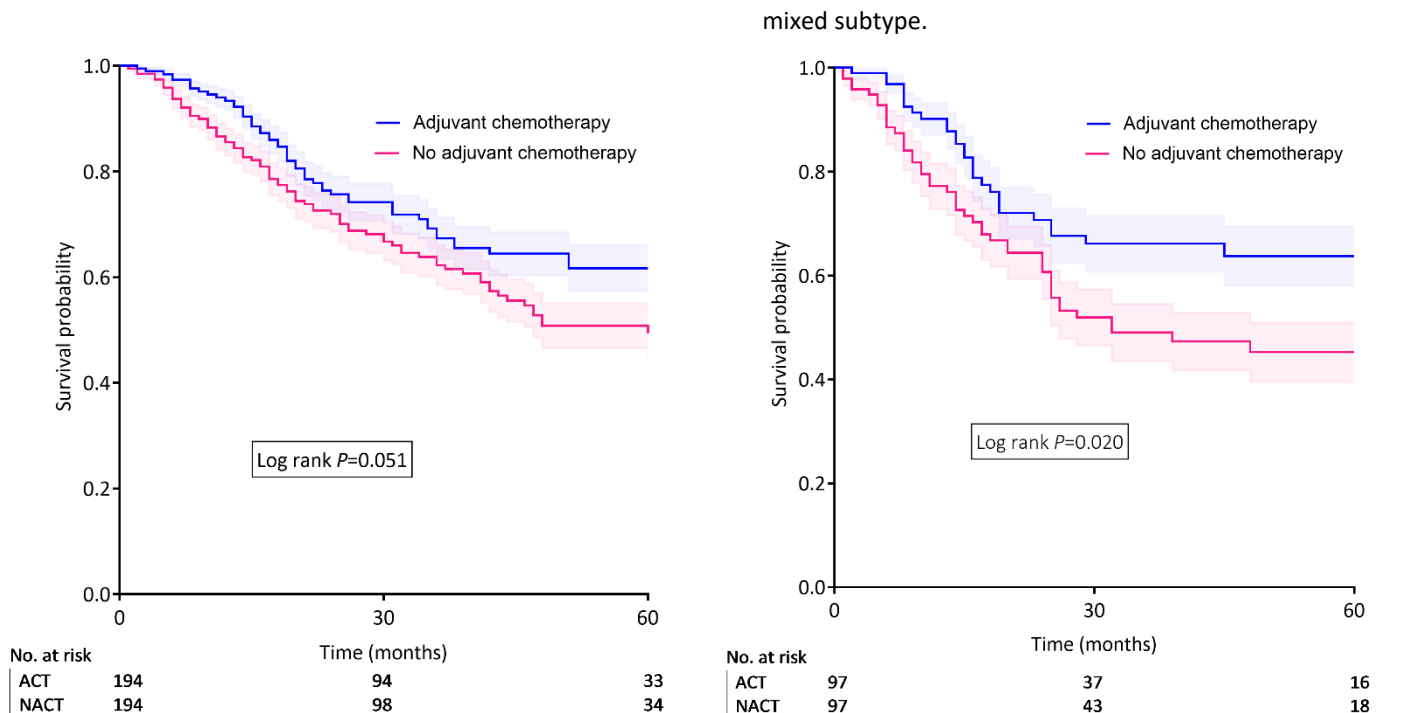 mixed subtype.
1.0
0.8
0.6
0.4
0.2
0.0
Survival probability
Adjuvant chemotherapy
No adjuvant chemotherapy
Log rank P=0.051
0 30 60
Time (months)
No. at risk
ACT 194 94 33
NACT 194 98 34
1.0
0.8
0.6
0.4
0.2
0.0
Survival probability
Adjuvant chemotherapy
No adjuvant chemotherapy
Log rank P=0.020
0 30 60
Time (months)
No. at risk
ACT 97 37 16
NACT 97 43 18